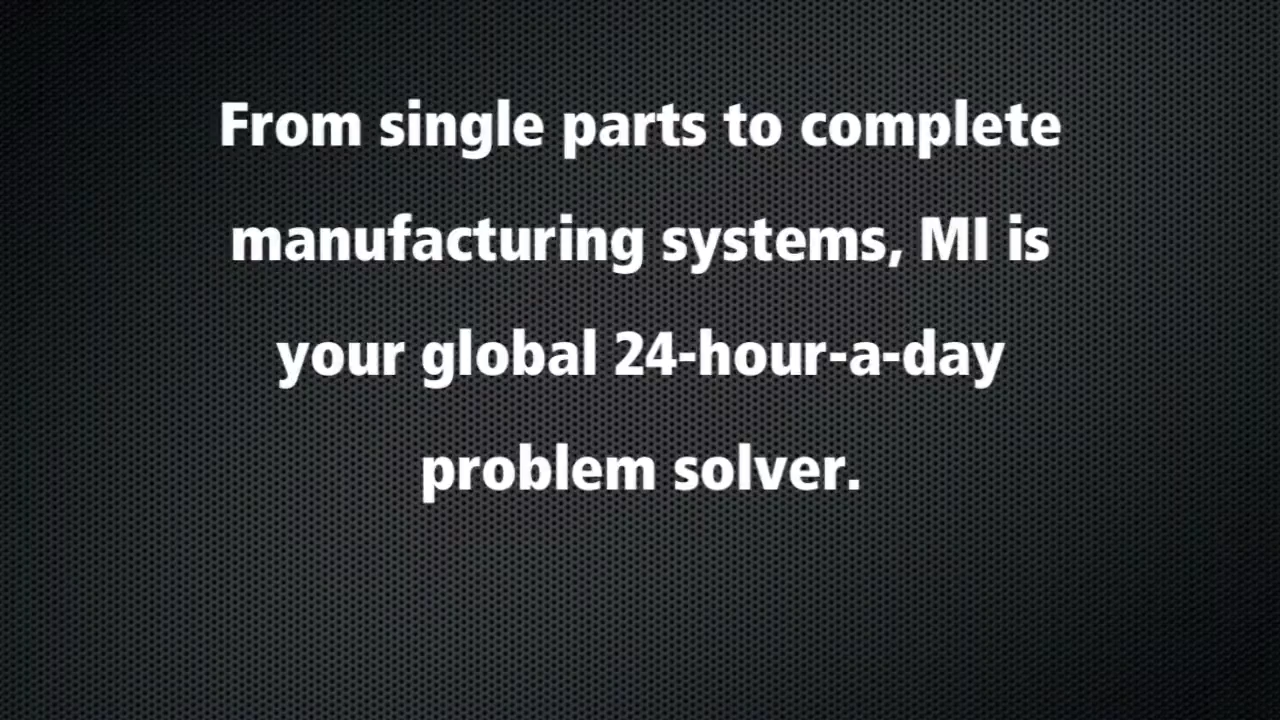 From single parts to complete
manufacturing systems, MI is
your global 24-hour-a-day
problem solver.